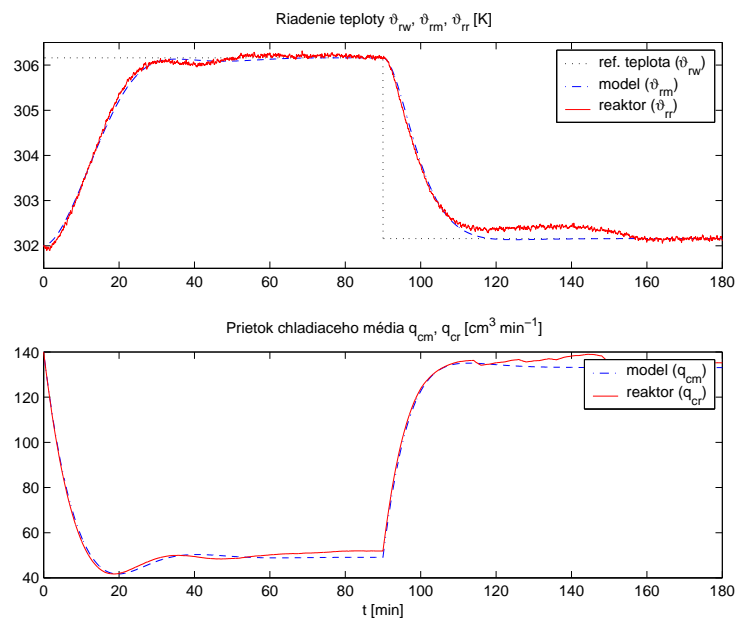 Riadenie teploty ϑrw, ϑrm, ϑrr [K]
306
305
304
303
302
0 20 40 60 80 100 120 140 160 180
ref. teplota (ϑrw)
model (ϑrm)
reaktor (ϑrr)
Prietok chladiaceho média qcm, qcr [cm³ min⁻¹]
140
120
100
80
60
40
0 20 40 60 80 100 120 140 160 180
model (qcm)
reaktor (qcr)
t [min]